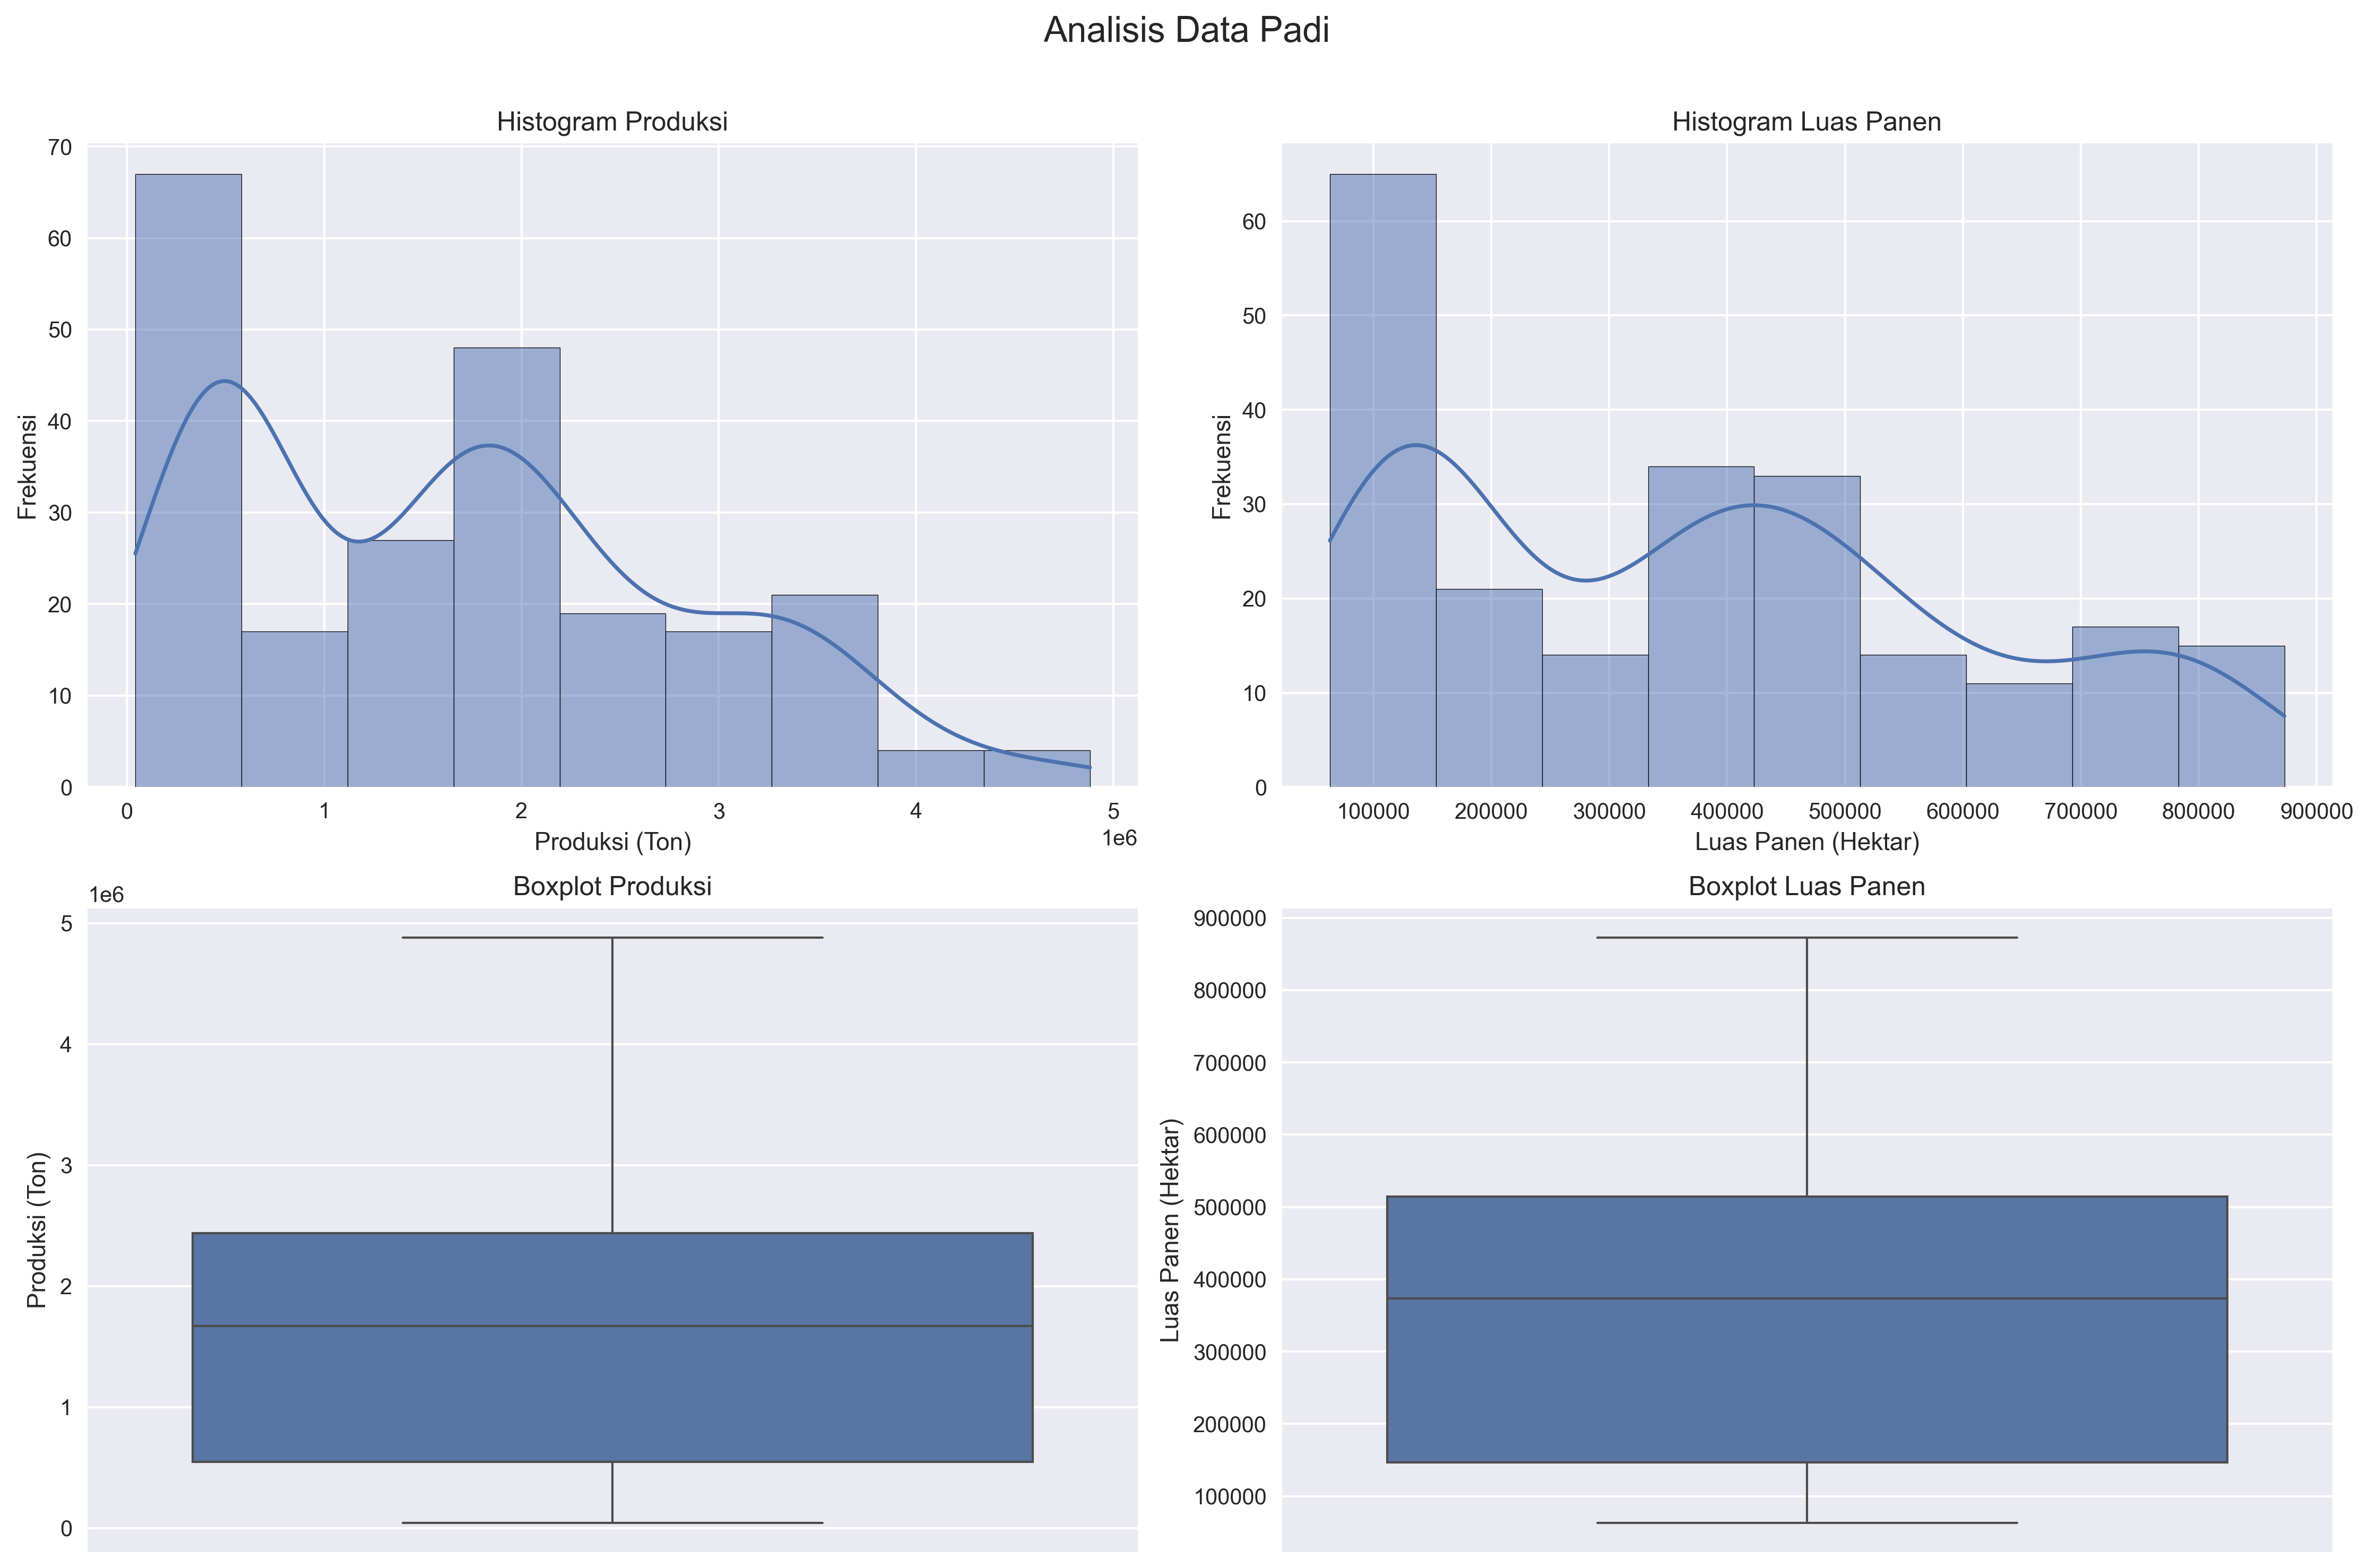 Analisis Data Padi
Histogram Produksi
70
60
50
40
30
20
10
0
Frekuensi
0 1 2 3 4 5
1e6
Produksi (Ton)
Histogram Luas Panen
60
50
40
30
20
10
0
Frekuensi
100000 200000 300000 400000 500000 600000 700000 800000 900000
Luas Panen (Hektar)
Boxplot Produksi
1e6
5
4
3
2
1
0
Produksi (Ton)
Boxplot Luas Panen
900000
800000
700000
600000
500000
400000
300000
200000
100000
Luas Panen (Hektar)